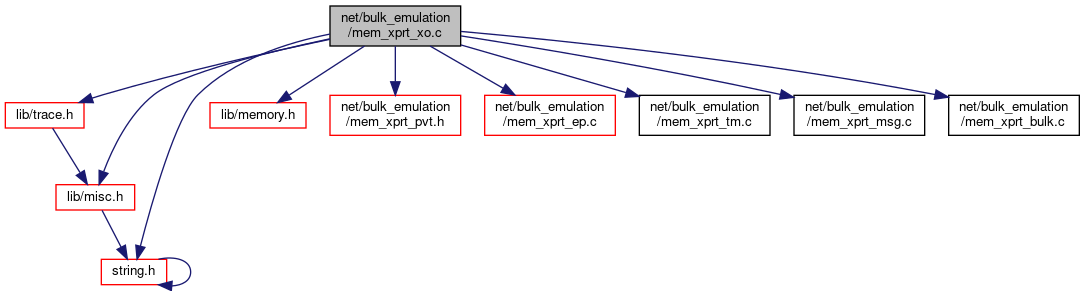 net/bulk_emulation
/mem_xprt_xo.c
lib/trace.h
lib/memory.h
net/bulk_emulation
/mem_xprt_pvt.h
net/bulk_emulation
/mem_xprt_ep.c
net/bulk_emulation
/mem_xprt_tm.c
net/bulk_emulation
/mem_xprt_msg.c
net/bulk_emulation
/mem_xprt_bulk.c
lib/misc.h
string.h